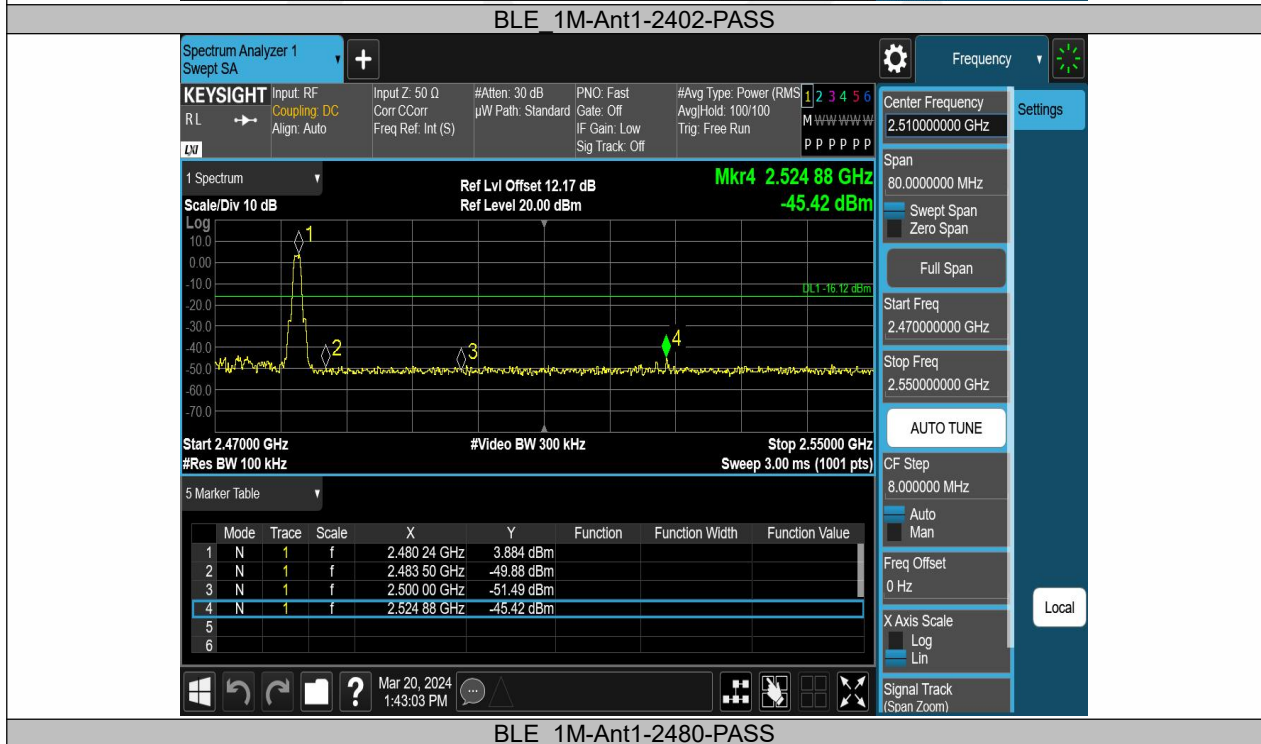 BLE_1M-Ant1-2402-PASS
Spectrum Analyzer 1
Swept SA
+
Frequency
KEYSIGHT
RL
LXI
Input: RF
Coupling: DC
Align: Auto
Input Z: 50 Ω
Corr CCorr
Freq Ref: Int (S)
#Atten: 30 dB
µW Path: Standard
PNO: Fast
Gate: Off
IF Gain: Low
Sig Track: Off
#Avg Type: Power (RMS
Avg|Hold: 100/100
Trig: Free Run
1 2 3 4 5 6
M W W W W W
P P P P P P
Center Frequency
2.510000000 GHz
Settings
Span
80.0000000 MHz
Swept Span
Zero Span
Full Span
Start Freq
2.470000000 GHz
Stop Freq
2.550000000 GHz
AUTO TUNE
CF Step
8.000000 MHz
Auto
Man
Freq Offset
0 Hz
X Axis Scale
Log
Lin
Signal Track
(Span Zoom)
Local
1 Spectrum
Scale/Div 10 dB
Ref Lvl Offset 12.17 dB
Ref Level 20.00 dBm
Mkr4 2.524 88 GHz
-45.42 dBm
Log
10.0
0.00
-10.0
-20.0
-30.0
-40.0
-50.0
-60.0
-70.0
1
2
3
4
DL1 -16.12 dBm
Start 2.47000 GHz
#Res BW 100 kHz
#Video BW 300 kHz
Stop 2.55000 GHz
Sweep 3.00 ms (1001 pts)
5 Marker Table
Mode Trace Scale X Y Function Function Width Function Value
1 N 1 f 2.480 24 GHz 3.884 dBm
2 N 1 f 2.483 50 GHz -49.88 dBm
3 N 1 f 2.500 00 GHz -51.49 dBm
4 N 1 f 2.524 88 GHz -45.42 dBm
5
6
?
Mar 20, 2024
1:43:03 PM
BLE_1M-Ant1-2480-PASS